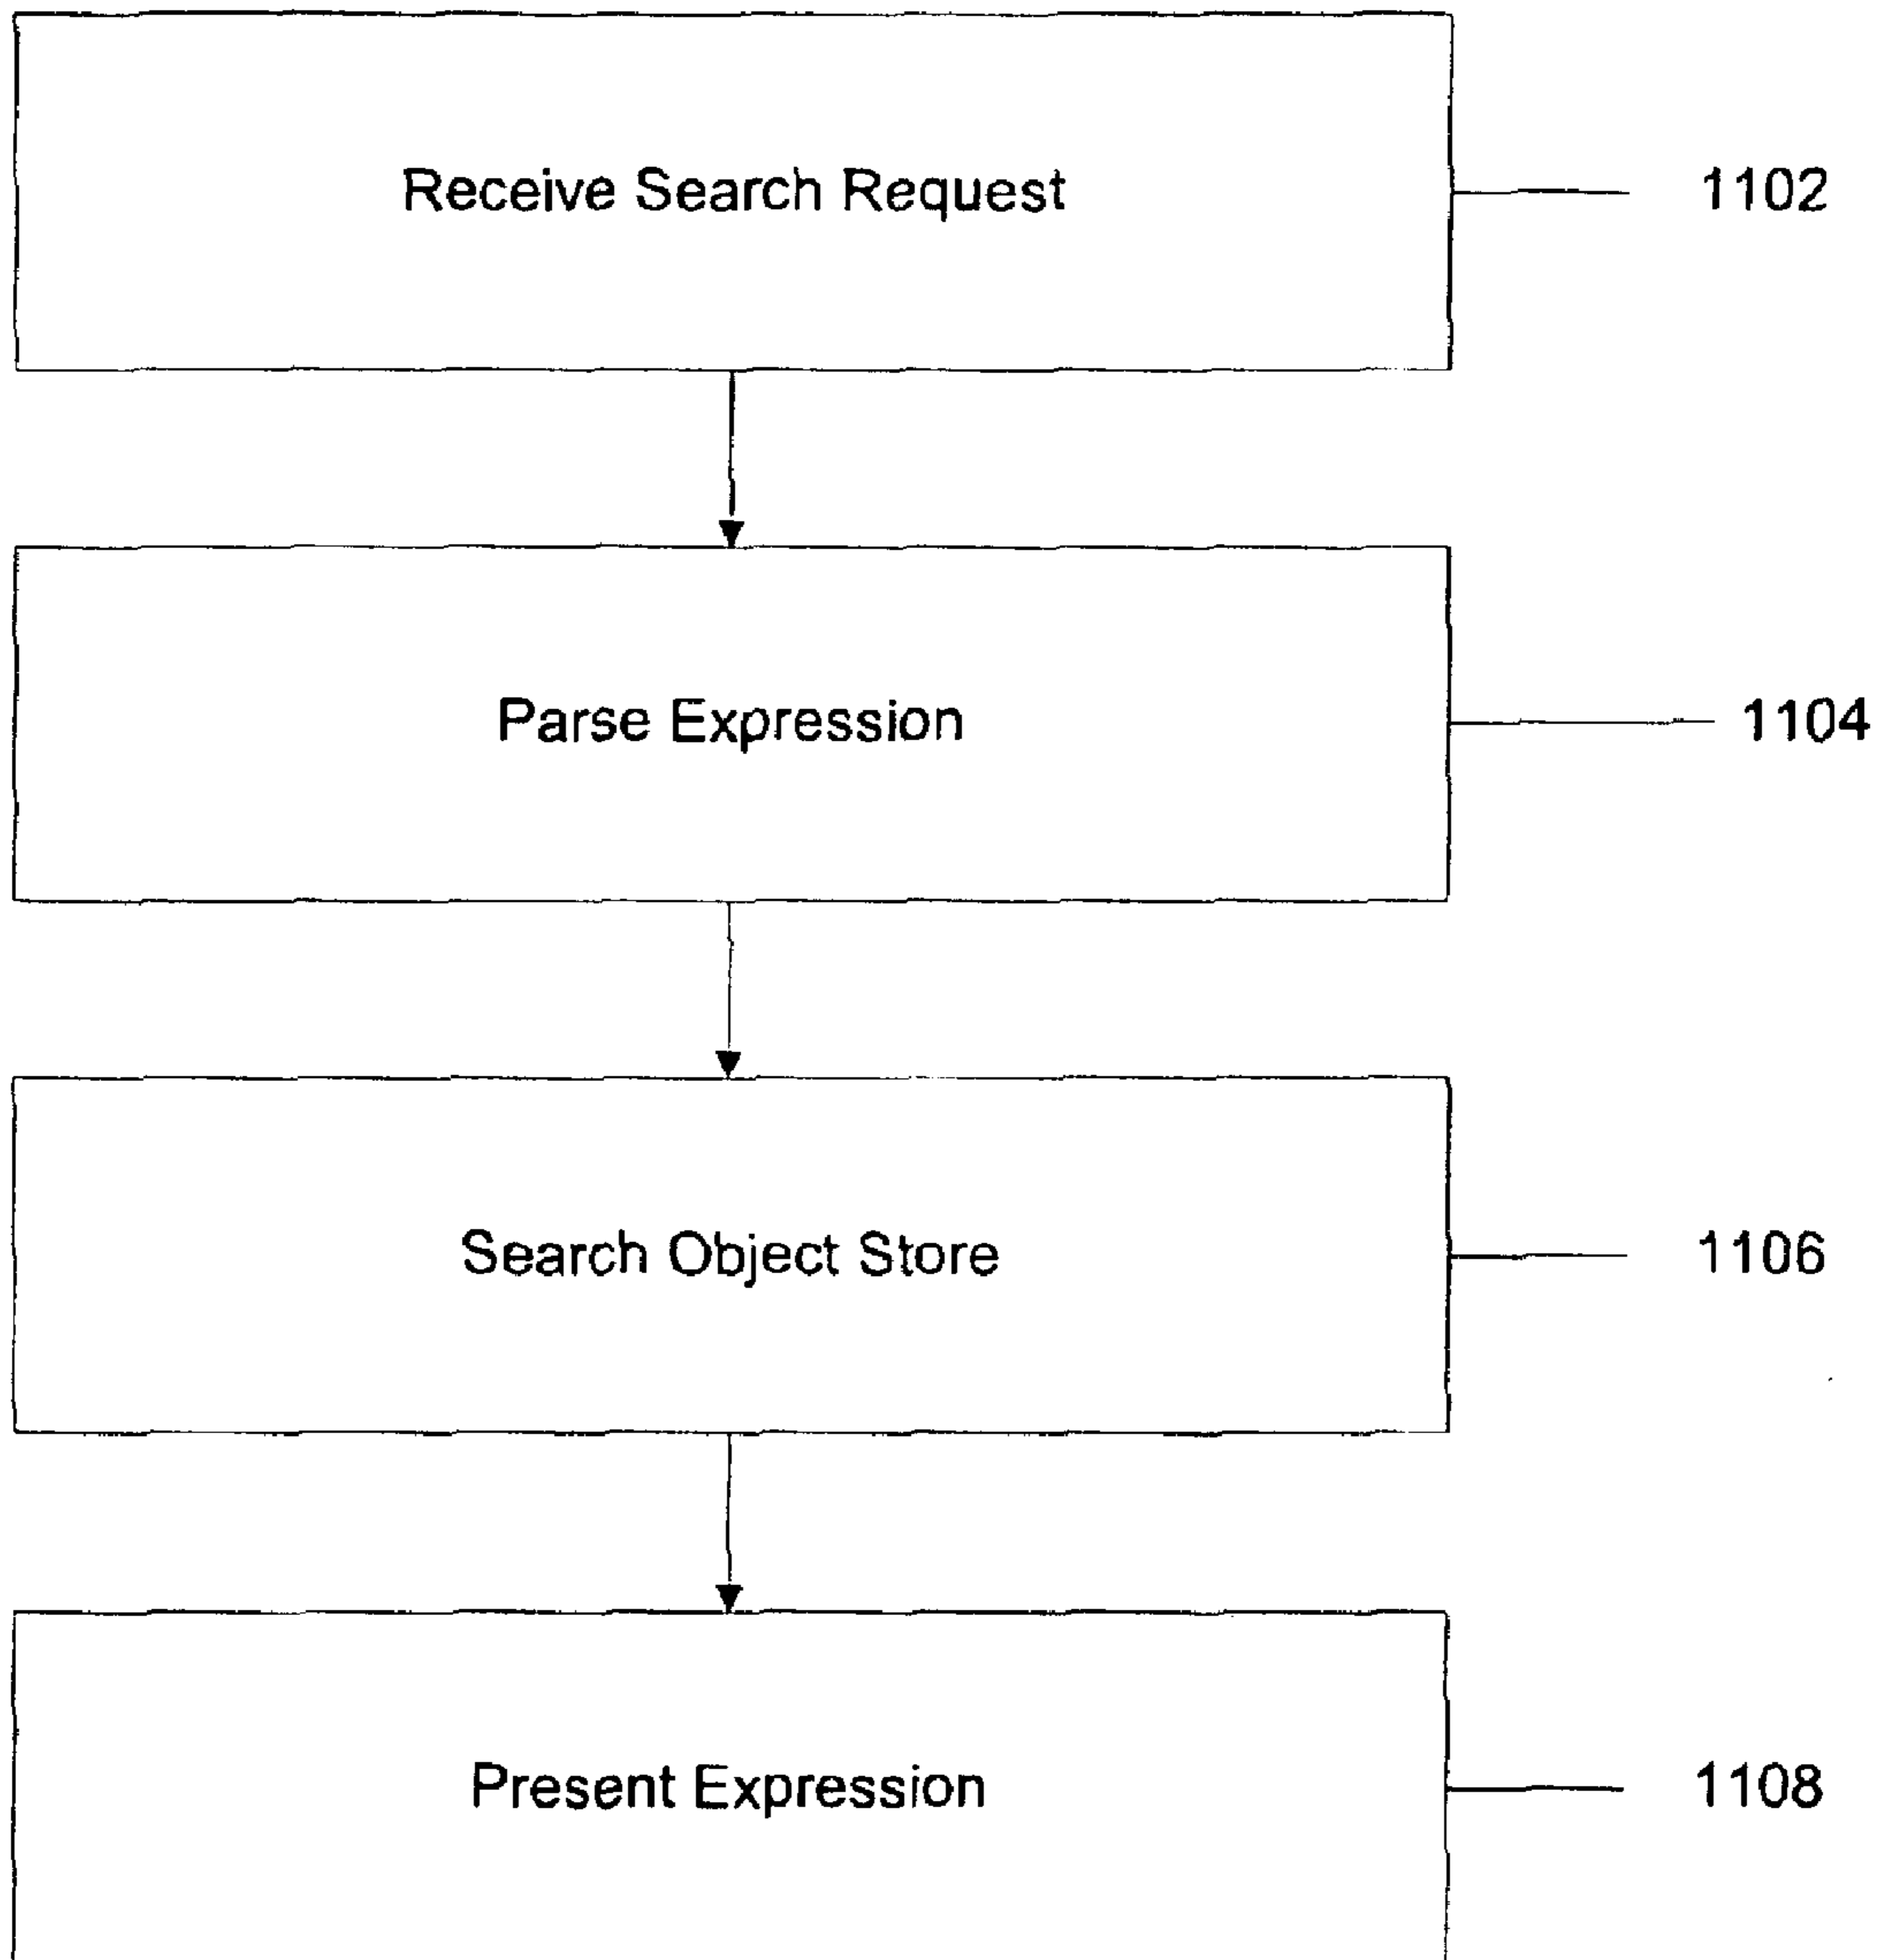 Receive Search Request 1102
Parse Expression 1104
Search Object Store 1106
Present Expression 1108